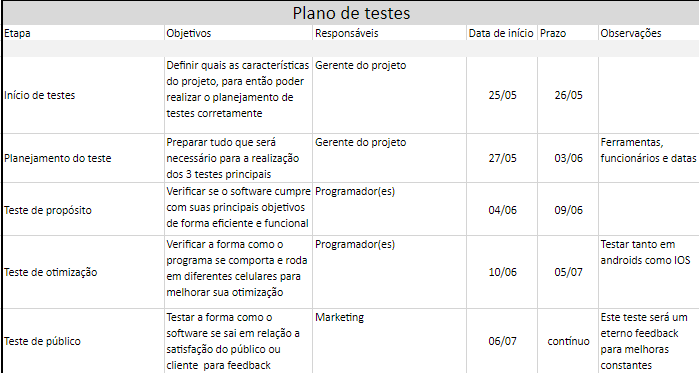 Plano de testes
Etapa Objetivos Responsáveis Data de início Prazo Observações
Início de testes
Definir quais as características
do projeto, para então poder
realizar o planejamento de
testes corretamente
Gerente do projeto
25/05
26/05
Planejamento do teste
Preparar tudo que será
necessário para a realização
dos 3 testes principais
Gerente do projeto
27/05
03/06
Ferramentas,
funcionários e datas
Teste de propósito
Verificar se o software cumpre
com suas principais objetivos
de forma eficiente e funcional
Programador(es)
04/06
09/06
Teste de otimização
Verificar a forma como o
programa se comporta e roda
em diferentes celulares para
melhorar sua otimização
Programador(es)
10/06
05/07
Testar tanto em
androids como IOS
Teste de público
Testar a forma como o
software se sai em relação a
satisfação do público ou
cliente para feedback
Marketing
06/07
contínuo
Este teste será um
eterno feedback
para melhoras
constantes